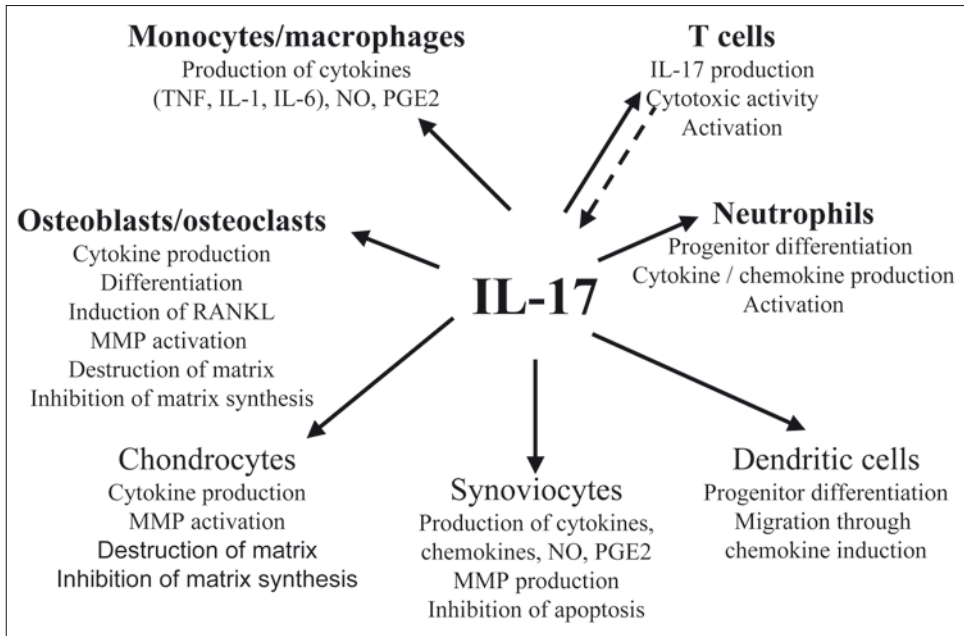 Monocytes/macrophages
Production of cytokines
(TNF, IL-1, IL-6), NO, PGE2
T cells
IL-17 production
Cytotoxic activity
Activation
Osteoblasts/osteoclasts
Cytokine production
Differentiation
Induction of RANKL
MMP activation
Destruction of matrix
Inhibition of matrix synthesis
Neutrophils
Progenitor differentiation
Cytokine / chemokine production
Activation
IL-17
Chondrocytes
Cytokine production
MMP activation
Destruction of matrix
Inhibition of matrix synthesis
Synoviocytes
Production of cytokines,
chemokines, NO, PGE2
MMP production
Inhibition of apoptosis
Dendritic cells
Progenitor differentiation
Migration through
chemokine induction